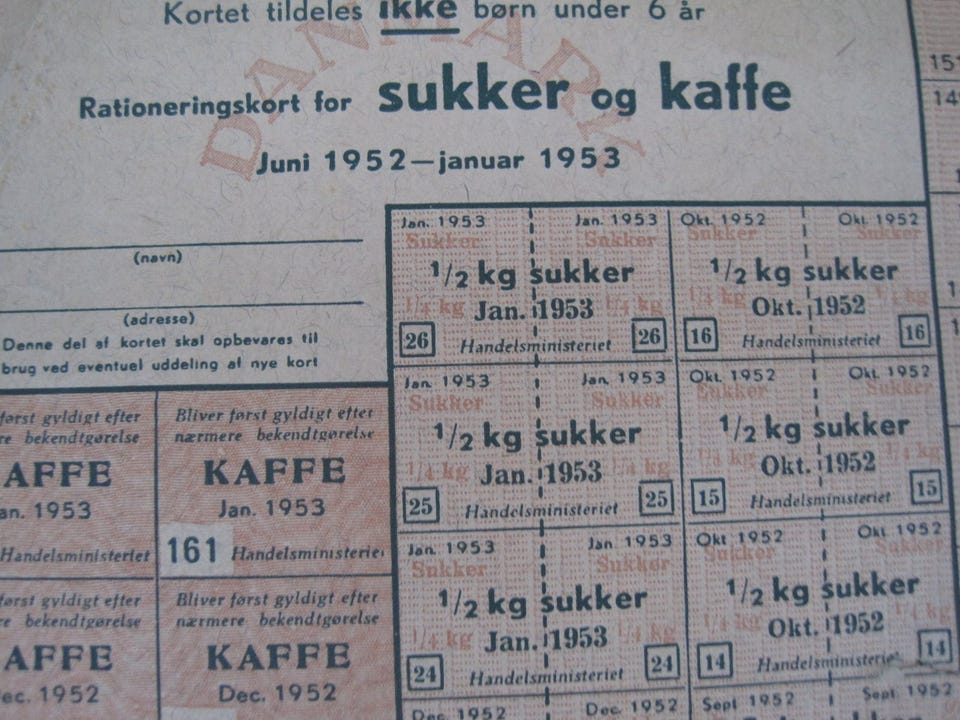 Kortet tildeles ikke børn under 6 år
DANMARK
Rationeringskort for sukker og kaffe
Juni 1952—januar 1953
(navn)
(adresse)
Denne del af kortet skal opbevares til
brug ved eventuel uddeling af nye kort
Jan. 1953 Jan. 1953
Sukker Sukker
1/2 kg sukker
1/4 kg Jan. 1953 1/4 kg
26 Handelsministeriet 26
Okt. 1952 Okt. 1952
Sukker Sukker
1/2 kg sukker
1/4 kg Okt. 1952 1/4 kg
16 Handelsministeriet 16
Jan. 1953 Jan. 1953
Sukker Sukker
1/2 kg sukker
1/4 kg Jan. 1953 1/4 kg
25 Handelsministeriet 25
Okt. 1952 Okt. 1952
Sukker Sukker
1/2 kg sukker
1/4 kg Okt. 1952 1/4 kg
15 Handelsministeriet 15
Jan. 1953 Jan. 1953
Sukker Sukker
1/2 kg sukker
1/4 kg Jan. 1953 1/4 kg
24 Handelsministeriet 24
Okt 1952 Okt 1952
Sukker Sukker
1/2 kg sukker
1/4 kg Okt. 1952
14 Handelsministeriet 14
Dec. 1952 Dec. 1952
Sept 1952 Sept 1952
først gyldigt efter
re bekendtgørelse
AFFE
an. 1953
Handelsministeriet
Bliver først gyldigt efter
nærmere bekendtgørelse
KAFFE
Jan. 1953
161 Handelsministeriet
ørst gyldigt efter
re bekendtgørelse
AFFE
ec. 1952
Bliver først gyldigt efter
nærmere bekendtgørelse
KAFFE
Dec. 1952
151
149